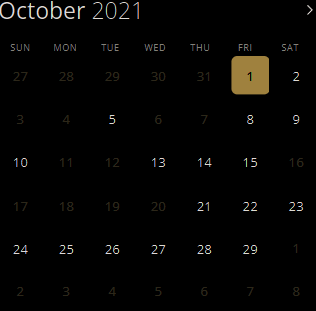 October 2021
SUN MON TUE WED THU FRI SAT
27 28 29 30 31 1 2
3 4 5 6 7 8 9
10 11 12 13 14 15 16
17 18 19 20 21 22 23
24 25 26 27 28 29 1
2 3 4 5 6 7 8